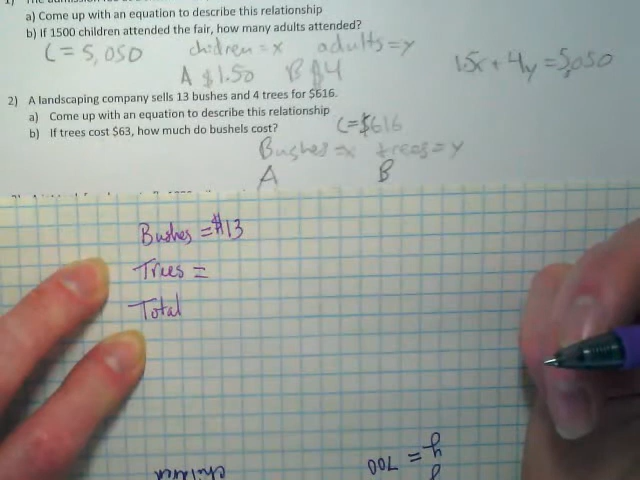 a) Come up with an equation to describe this relationship
b) If 1500 children attended the fair, how many adults attended?
C = 5,050 children = x adults = y
A $1.50 B $4 1.5x + 4y = 5,050
2) A landscaping company sells 13 bushes and 4 trees for $616.
a) Come up with an equation to describe this relationship
b) If trees cost $63, how much do bushels cost?
C = $616
Bushes = x trees = y
A B
Bushes = $13
Trees =
Total
y = 700
children